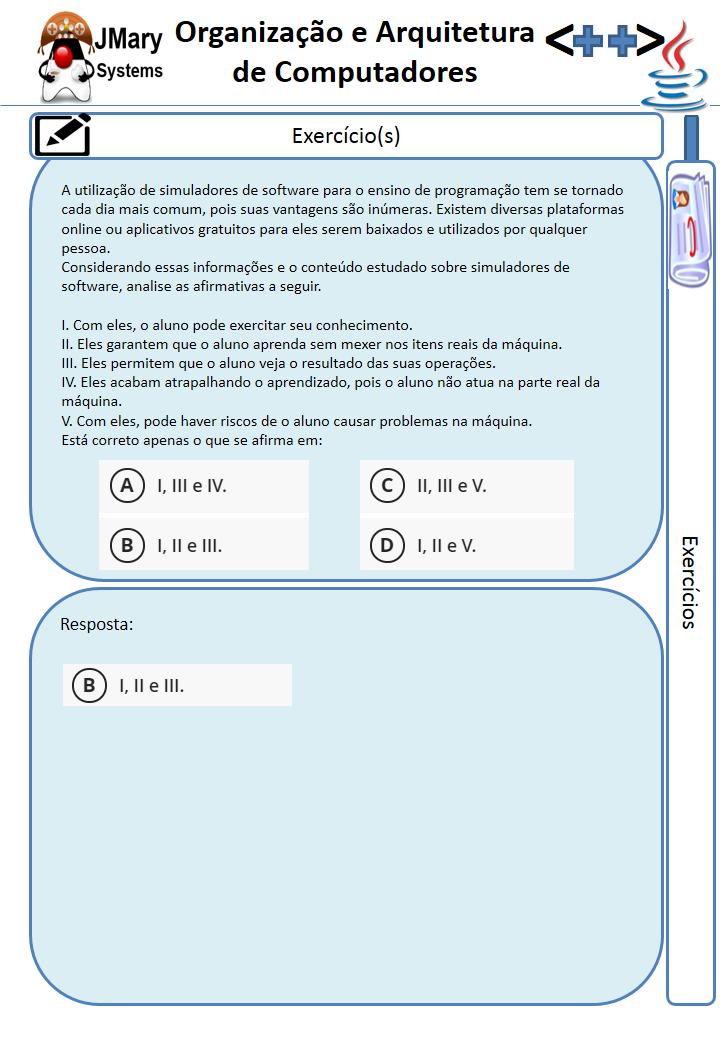 JMary
Systems
Organização e Arquitetura
de Computadores
<++>
Exercício(s)
A utilização de simuladores de software para o ensino de programação tem se tornado
cada dia mais comum, pois suas vantagens são inúmeras. Existem diversas plataformas
online ou aplicativos gratuitos para eles serem baixados e utilizados por qualquer
pessoa.
Considerando essas informações e o conteúdo estudado sobre simuladores de
software, analise as afirmativas a seguir.
I. Com eles, o aluno pode exercitar seu conhecimento.
II. Eles garantem que o aluno aprenda sem mexer nos itens reais da máquina.
III. Eles permitem que o aluno veja o resultado das suas operações.
IV. Eles acabam atrapalhando o aprendizado, pois o aluno não atua na parte real da
máquina.
V. Com eles, pode haver riscos de o aluno causar problemas na máquina.
Está correto apenas o que se afirma em:
A I, III e IV.
B I, II e III.
C II, III e V.
D I, II e V.
Resposta:
B I, II e III.
Exercícios